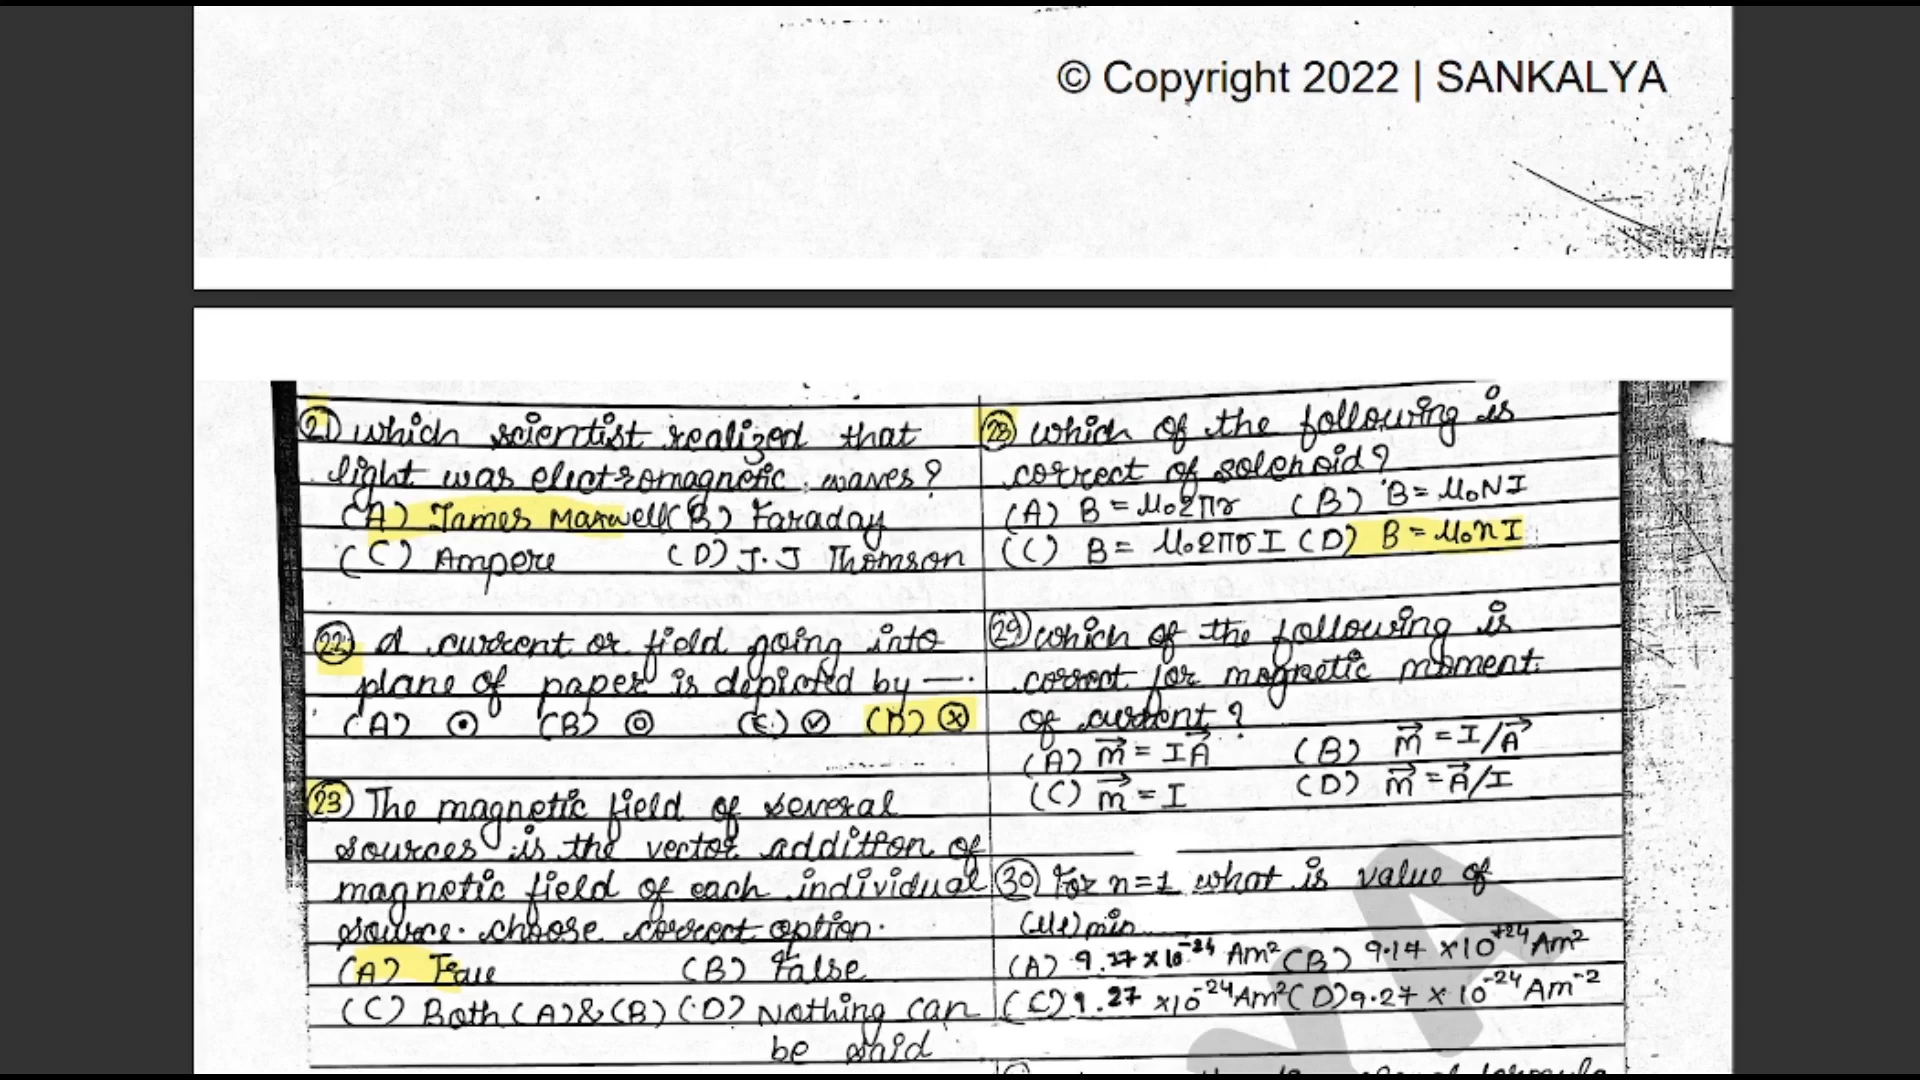 © Copyright 2022 | SANKALYA
21) which scientist realized that
light was electromagnetic waves?
(A) James Maxwell (B) Faraday
(C) Ampere (D) J.J Thomson
22) A current or field going into
plane of paper is depicted by —.
(A) ⊙ (B) ⊚ (C) (D) ⊗
23) The magnetic field of several
sources is the vector addition of
magnetic field of each individual
source. choose correct option.
(A) True (B) False
(C) Both (A) & (B) (D) Nothing can
be said
28) which of the following is
correct of solenoid?
(A) B = μ₀2πr (B) B = μ₀NI
(C) B = μ₀2πσI (D) B = μ₀nI
29) which of the following is
correct for magnetic moment
of current?
(A) m⃗ = IA⃗ (B) m⃗ = I/A⃗
(C) m⃗ = I (D) m⃗ = A⃗/I
30) For n=1 what is value of
(μl) min
(A) 9.27 × 10⁻²⁴ Am² (B) 9.14 × 10⁺²⁴ Am²
(C) 9.27 × 10⁻²⁴ Am² (D) 9.27 × 10⁻²⁴ Am⁻²
YA